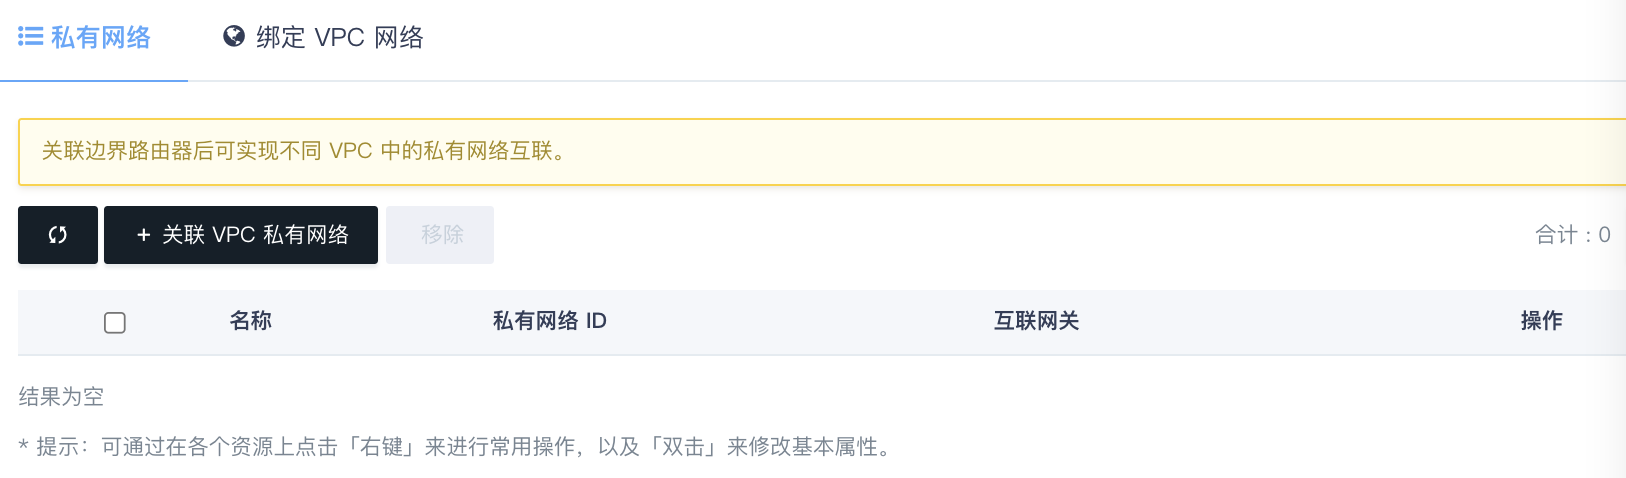 私有网络 绑定 VPC 网络
关联边界路由器后可实现不同 VPC 中的私有网络互联。
+ 关联 VPC 私有网络 移除 合计 : 0
名称 私有网络 ID 互联网关 操作
结果为空
* 提示：可通过在各个资源上点击「右键」来进行常用操作，以及「双击」来修改基本属性。